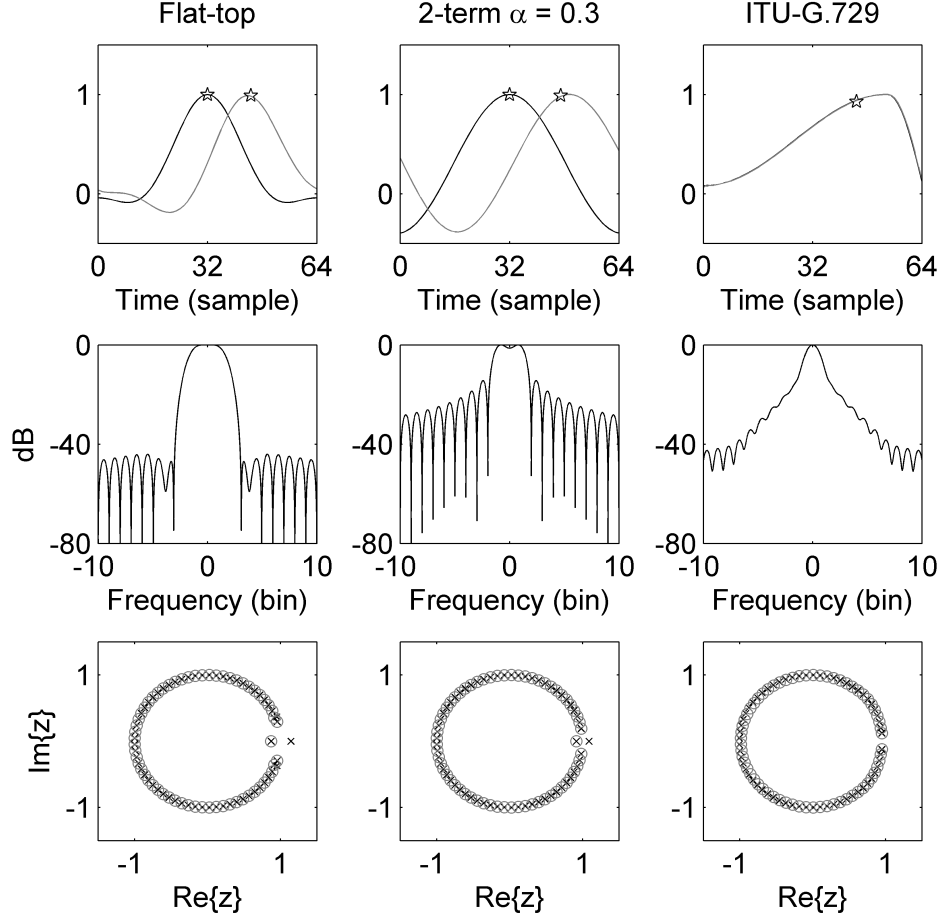 Flat-top 2-term α = 0.3 ITU-G.729
1 1 1
0 0 0
0 32 64 0 32 64 0 32 64
Time (sample) Time (sample) Time (sample)
0 0 0
dB -40 -40 -40
-80 -80 -80
-10 0 10 -10 0 10 -10 0 10
Frequency (bin) Frequency (bin) Frequency (bin)
1 1 1
Im{z}
-1 -1 -1
-1 1 -1 1 -1 1
Re{z} Re{z} Re{z}